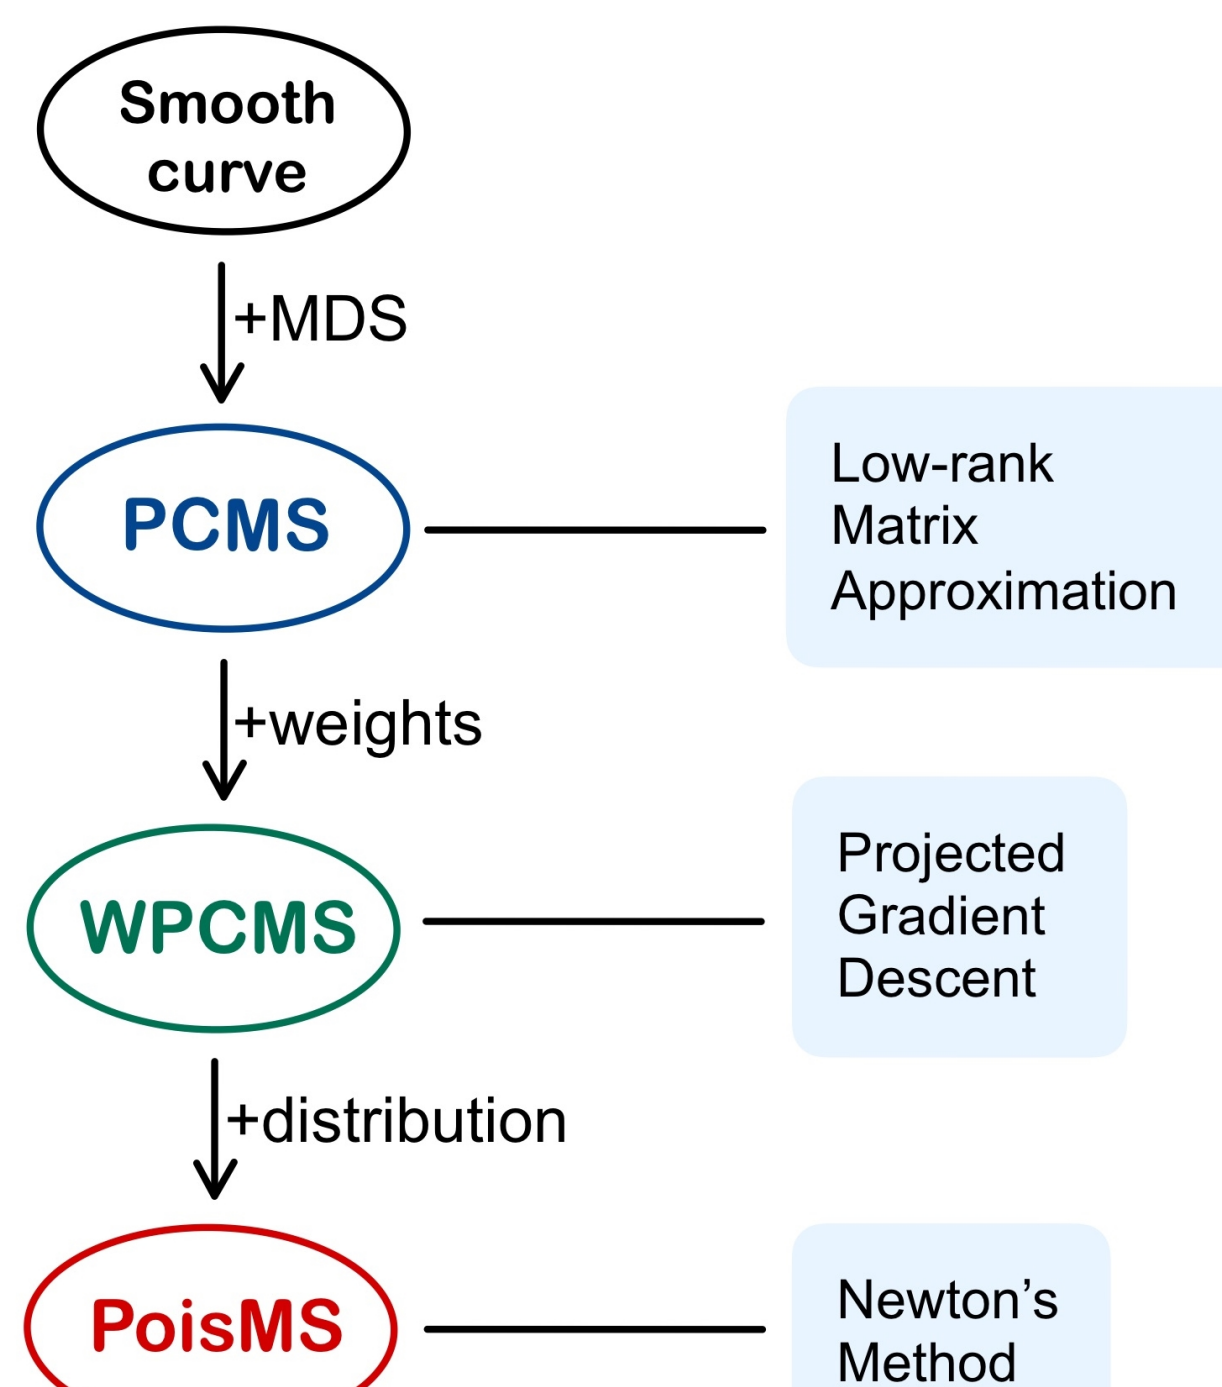 Smooth
curve
+MDS
PCMS
Low-rank
Matrix
Approximation
+weights
WPCMS
Projected
Gradient
Descent
+distribution
PoisMS
Newton’s
Method